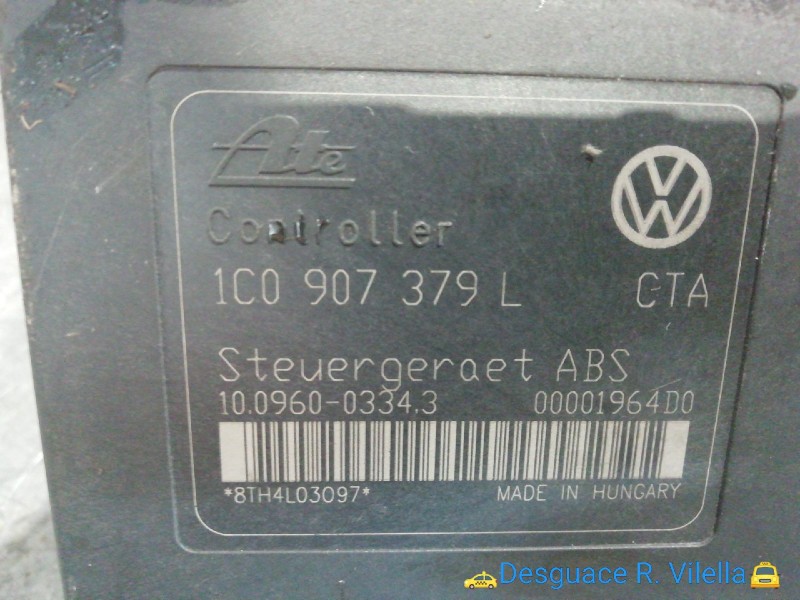 Ate
Controller
1C0 907 379 L CTA
Steuergeraet ABS
10.0960-0334.3 00001964D0
*8TH4L03097* MADE IN HUNGARY
Desguace R. Vilella